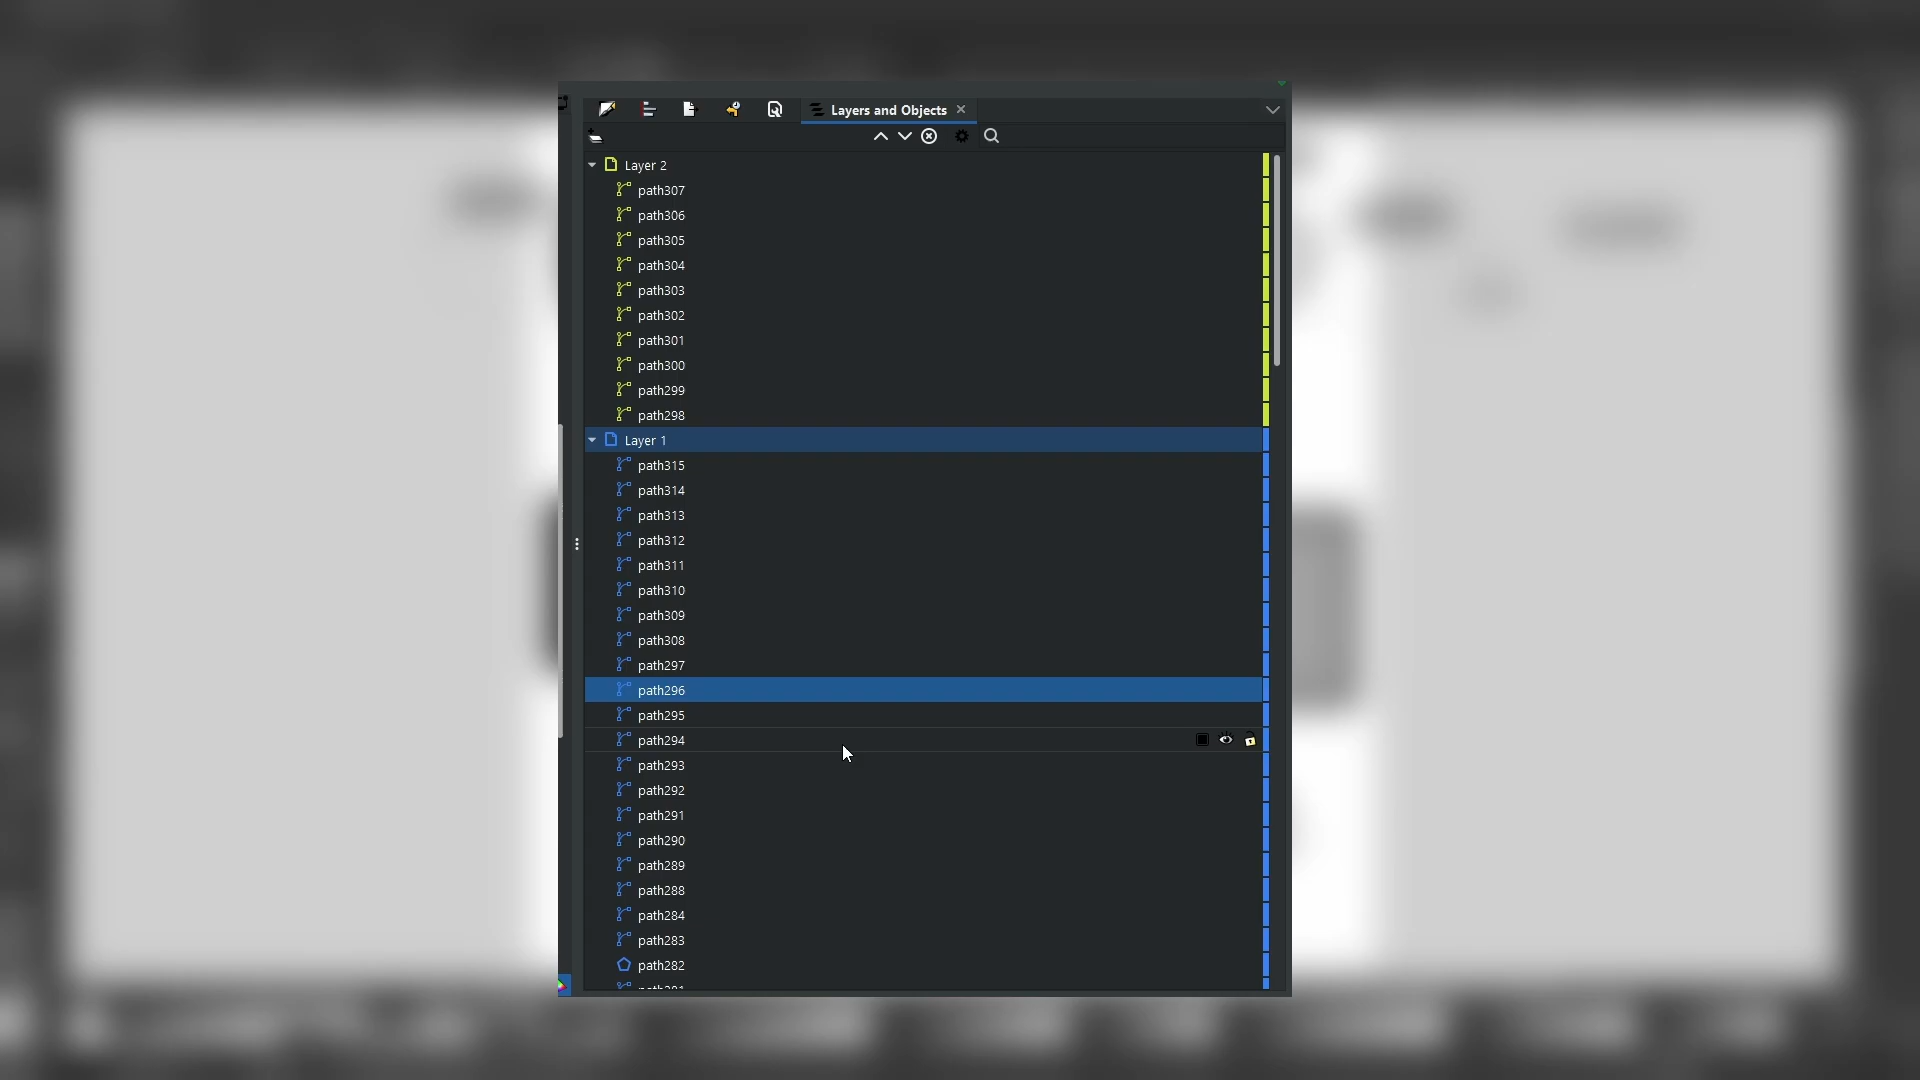 Layers and Objects
Layer 2
path307
path306
path305
path304
path303
path302
path301
path300
path299
path298
Layer 1
path315
path314
path313
path312
path311
path310
path309
path308
path297
path296
path295
path294
path293
path292
path291
path290
path289
path288
path284
path283
path282